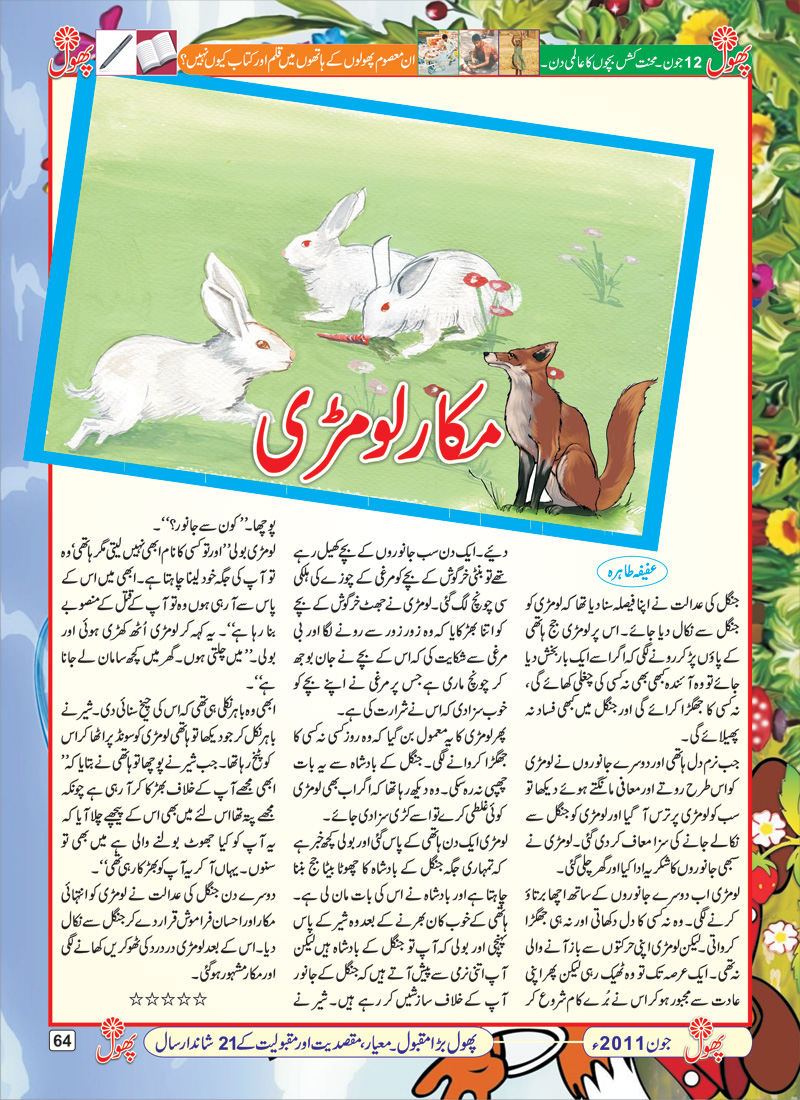 پھول
12 جون۔ محنت کش بچوں کا عالمی دن۔
ان معصوم پھولوں کے ہاتھوں میں قلم اور کتاب کیوں نہیں؟
پھول
مکار لومڑی
عفیفہ طاہرہ
جنگل کی عدالت نے اپنا فیصلہ سنا دیا تھا کہ لومڑی کو
جنگل سے نکال دیا جائے۔ اس پر لومڑی جج ہاتھی
کے پاؤں پڑ کر رونے لگی کہ اگر اسے ایک بار بخش دیا
جائے تو وہ آئندہ کبھی بھی نہ کسی کی چغلی کھائے گی،
نہ کسی کا جھگڑا کرائے گی اور جنگل میں کبھی فساد نہ
پھیلائے گی۔
جب نرم دل ہاتھی اور دوسرے جانوروں نے لومڑی
کو اس طرح روتے اور معافی مانگتے ہوئے دیکھا تو
سب کو لومڑی پر ترس آ گیا اور لومڑی کو جنگل سے
نکالے جانے کی سزا معاف کر دی گئی۔ لومڑی نے
سبھی جانوروں کا شکریہ ادا کیا اور گھر چلی گئی۔
لومڑی اب دوسرے جانوروں کے ساتھ اچھا برتاؤ
کرنے لگی۔ وہ نہ کسی کا دل دکھاتی اور نہ ہی جھگڑا
کرواتی۔ لیکن لومڑی اپنی حرکتوں سے باز آنے والی
نہ تھی۔ ایک عرصہ تک تو وہ ٹھیک رہی لیکن پھر اپنی
عادت سے مجبور ہو کر اس نے بُرے کام شروع کر
دیئے۔ ایک دن سب جانوروں کے بچے کھیل رہے
تھے تو بنٹی خرگوش کے بچے کو مرغی کے چوزے کی ہلکی
سی چونچ لگ گئی۔ لومڑی نے جھٹ خرگوش کے بچے
کو اتنا بھڑکایا کہ وہ زور زور سے رونے لگا اور بی
مرغی سے شکایت کی کہ اس کے بچے نے جان بوجھ
کر چونچ ماری ہے جس پر مرغی نے اپنے بچے کو
خوب سزا دی کہ اس نے شرارت کی ہے۔
پھر لومڑی کا یہ معمول بن گیا کہ وہ روز کسی نہ کسی کا
جھگڑا کروانے لگی۔ جنگل کے بادشاہ سے یہ بات
چھپی نہ رہ سکی۔ وہ دیکھ رہا تھا کہ اگر اب بھی لومڑی
کوئی غلطی کرے تو اسے کڑی سزا دی جائے۔
لومڑی ایک دن ہاتھی کے پاس گئی اور بولی کچھ خبر ہے
کہ تمہاری جگہ جنگل کے بادشاہ کا چھوٹا بیٹا جج بننا
چاہتا ہے اور بادشاہ نے اس کی بات مان لی ہے۔
ہاتھی کے خوب کان بھرنے کے بعد وہ شیر کے پاس
پہنچی اور بولی کہ آپ تو جنگل کے بادشاہ ہیں لیکن
آپ اتنی نرمی سے پیش آتے ہیں کہ جنگل کے جانور
آپ کے خلاف سازشیں کر رہے ہیں۔ شیر نے
پوچھا۔ ”کون سے جانور؟“۔
لومڑی بولی ”اور تو کسی کا نام ابھی نہیں لیتی مگر ہاتھی‘ وہ
تو آپ کی جگہ خود لینا چاہتا ہے۔ ابھی میں اس کے
پاس سے آ رہی ہوں وہ تو آپ کے قتل کے منصوبے
بنا رہا ہے“۔ یہ کہہ کر لومڑی اُٹھ کھڑی ہوئی اور
بولی۔ ”میں چلتی ہوں۔ گھر میں کچھ سامان لے جانا
ہے“۔
ابھی وہ باہر نکلی ہی تھی کہ اس کی چیخ سنائی دی۔ شیر نے
باہر نکل کر جو دیکھا تو ہاتھی لومڑی کو سونڈ پر اٹھا کر اس
کو پٹخ رہا تھا۔ جب شیر نے پوچھا تو ہاتھی نے بتایا کہ ”
ابھی مجھے آپ کے خلاف بھڑکا کر آ رہی ہے چونکہ
مجھے پتہ تھا اس لئے میں بھی اس کے پیچھے چلا آیا کہ
یہ آپ کو کیا جھوٹ بولنے والی ہے میں بھی تو
سنوں۔ یہاں آ کر یہ آپ کو بھڑکا رہی تھی“۔
دوسرے دن جنگل کی عدالت نے لومڑی کو انتہائی
مکار اور احسان فراموش قرار دے کر جنگل سے نکال
دیا۔ اس کے بعد لومڑی در در کی ٹھوکریں کھانے لگی
اور مکار مشہور ہو گئی۔
☆☆☆☆☆
پھول
جون 2011ء
پھول بڑا مقبول۔ معیار، مقصدیت اور مقبولیت کے 21 شاندار سال
پھول
64